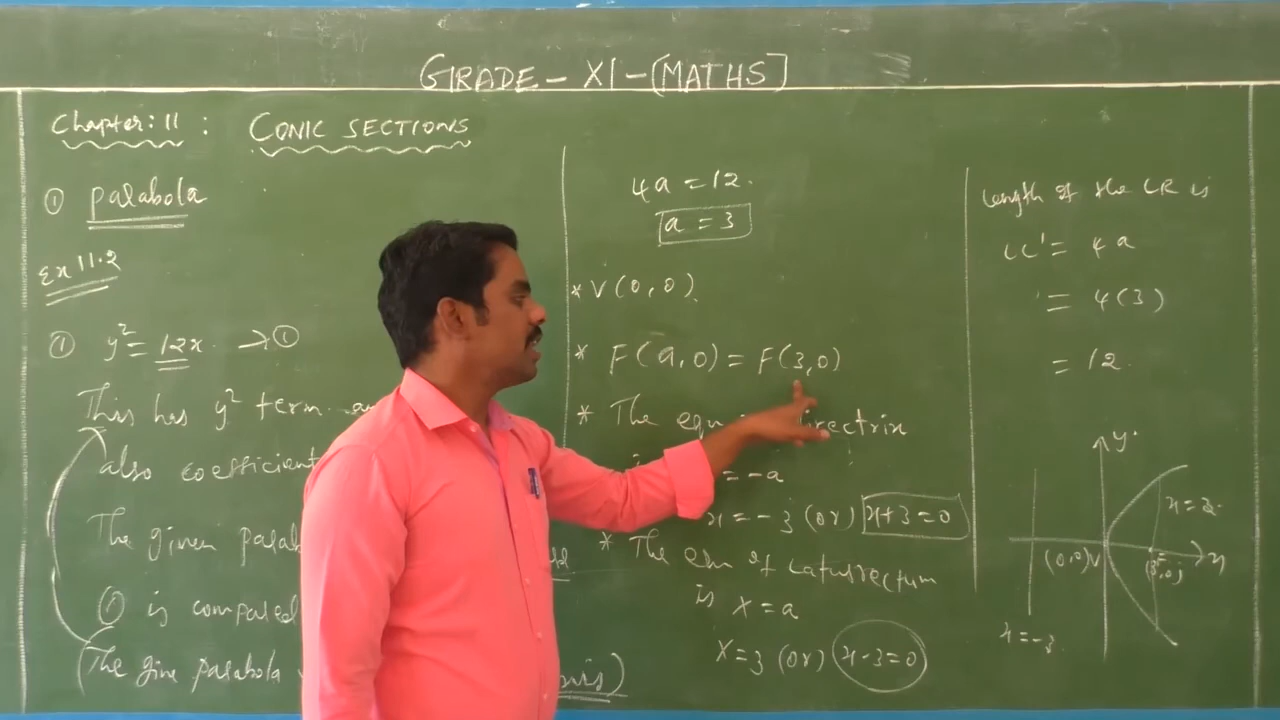 GRADE - XI - [MATHS]
Chapter: 11 : CONIC SECTIONS
① parabola
Ex 11.2
① y² = 12x. → ①
This has y² term
also coefficient
The given parab
① is compared
(The give parabola
4a = 12.
a = 3
* V(0,0).
* F(a,0) = F(3,0)
* The eqn directrix
= -a
x = -3 (or) x+3=0
* The eqn of Latusrectum
is x = a
x = 3 (or) x-3=0
Length of the LR is
LL' = 4a
= 4(3)
= 12.
y
x = -3
(0,0) V
(3,0)
x